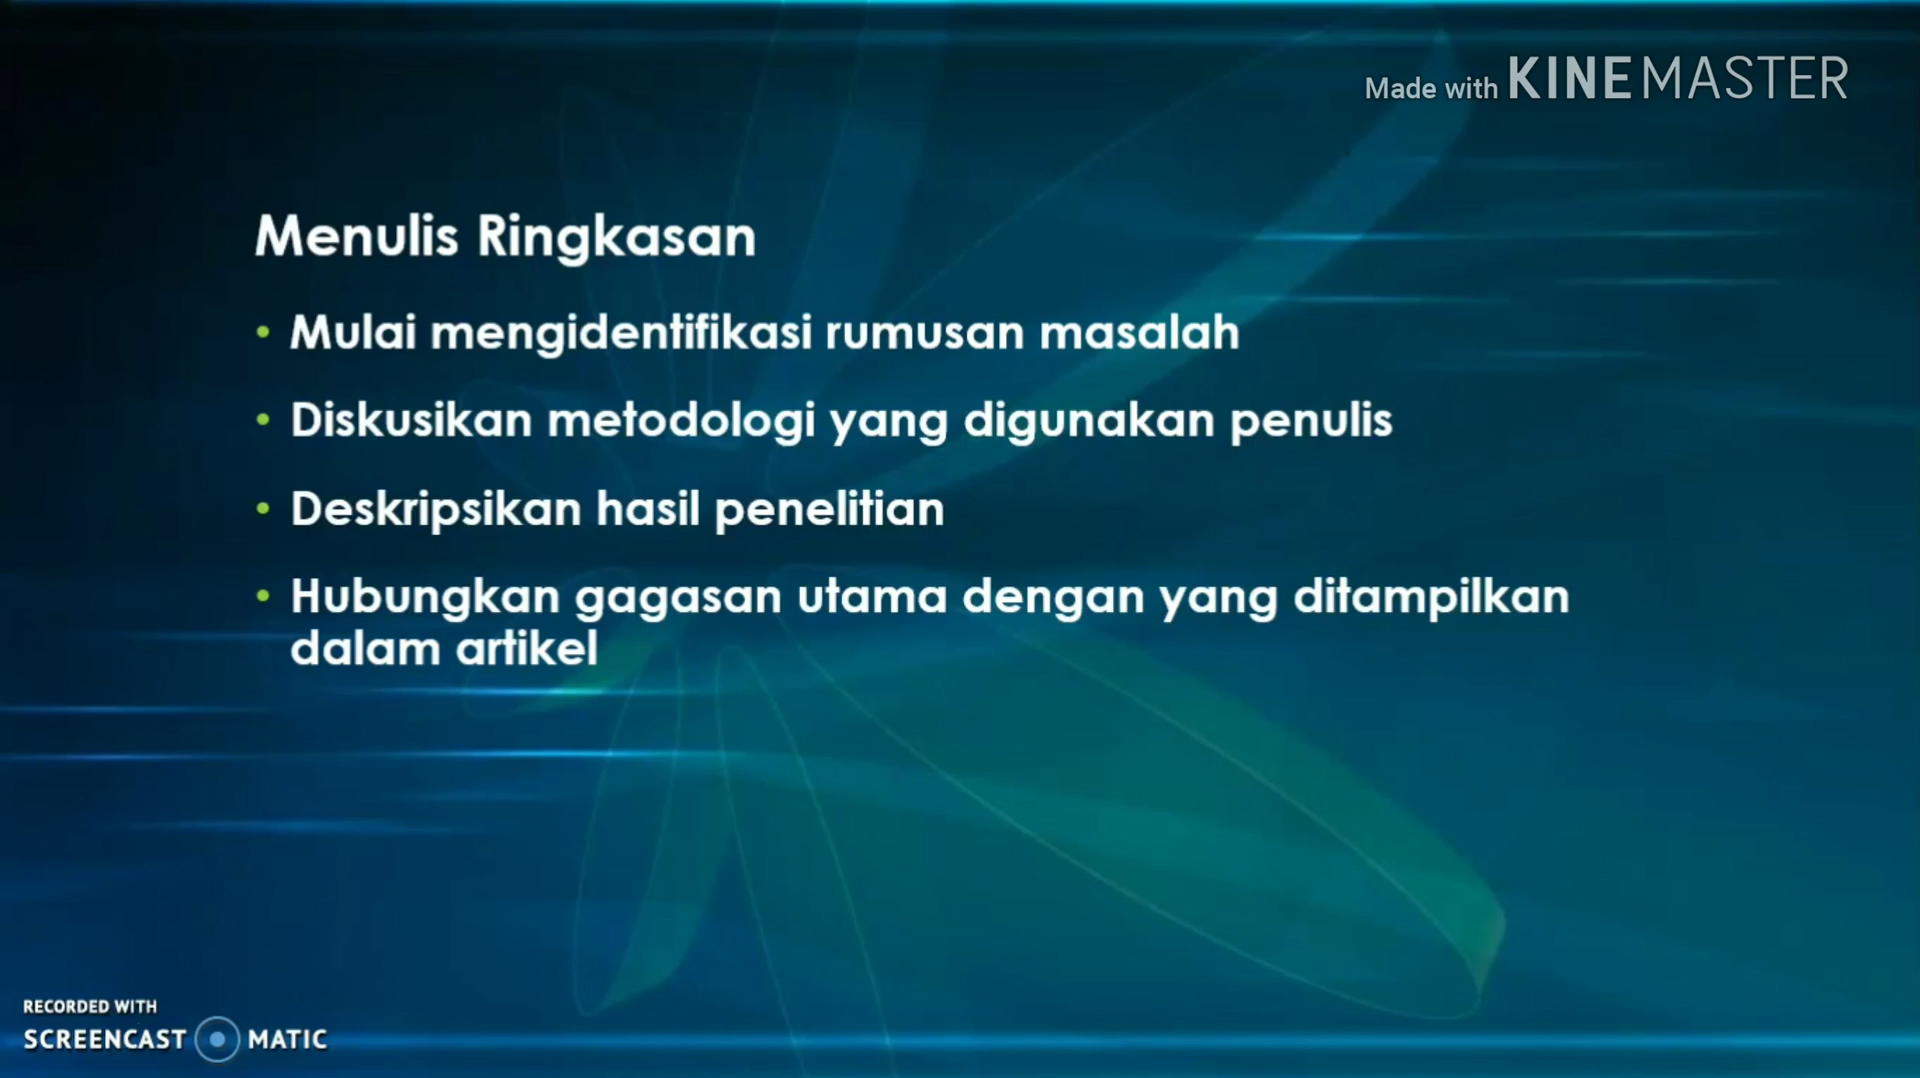 Made with KINEMASTER
Menulis Ringkasan
• Mulai mengidentifikasi rumusan masalah
• Diskusikan metodologi yang digunakan penulis
• Deskripsikan hasil penelitian
• Hubungkan gagasan utama dengan yang ditampilkan
dalam artikel
RECORDED WITH
SCREENCAST MATIC